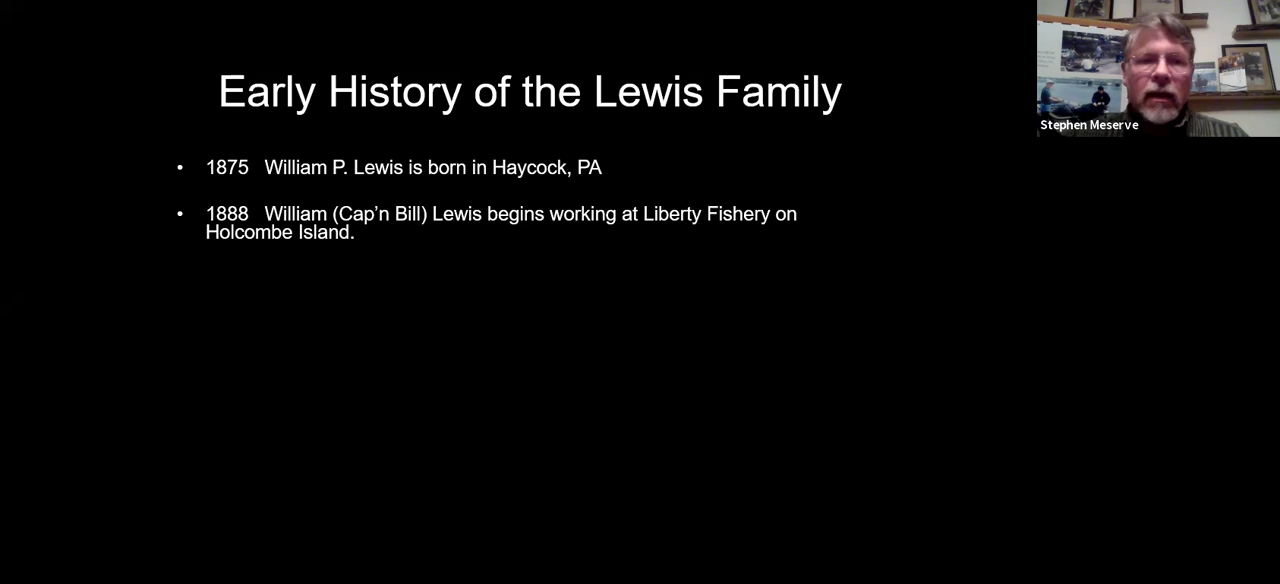 Early History of the Lewis Family
• 1875 William P. Lewis is born in Haycock, PA
• 1888 William (Cap’n Bill) Lewis begins working at Liberty Fishery on
Holcombe Island.
Stephen Meserve